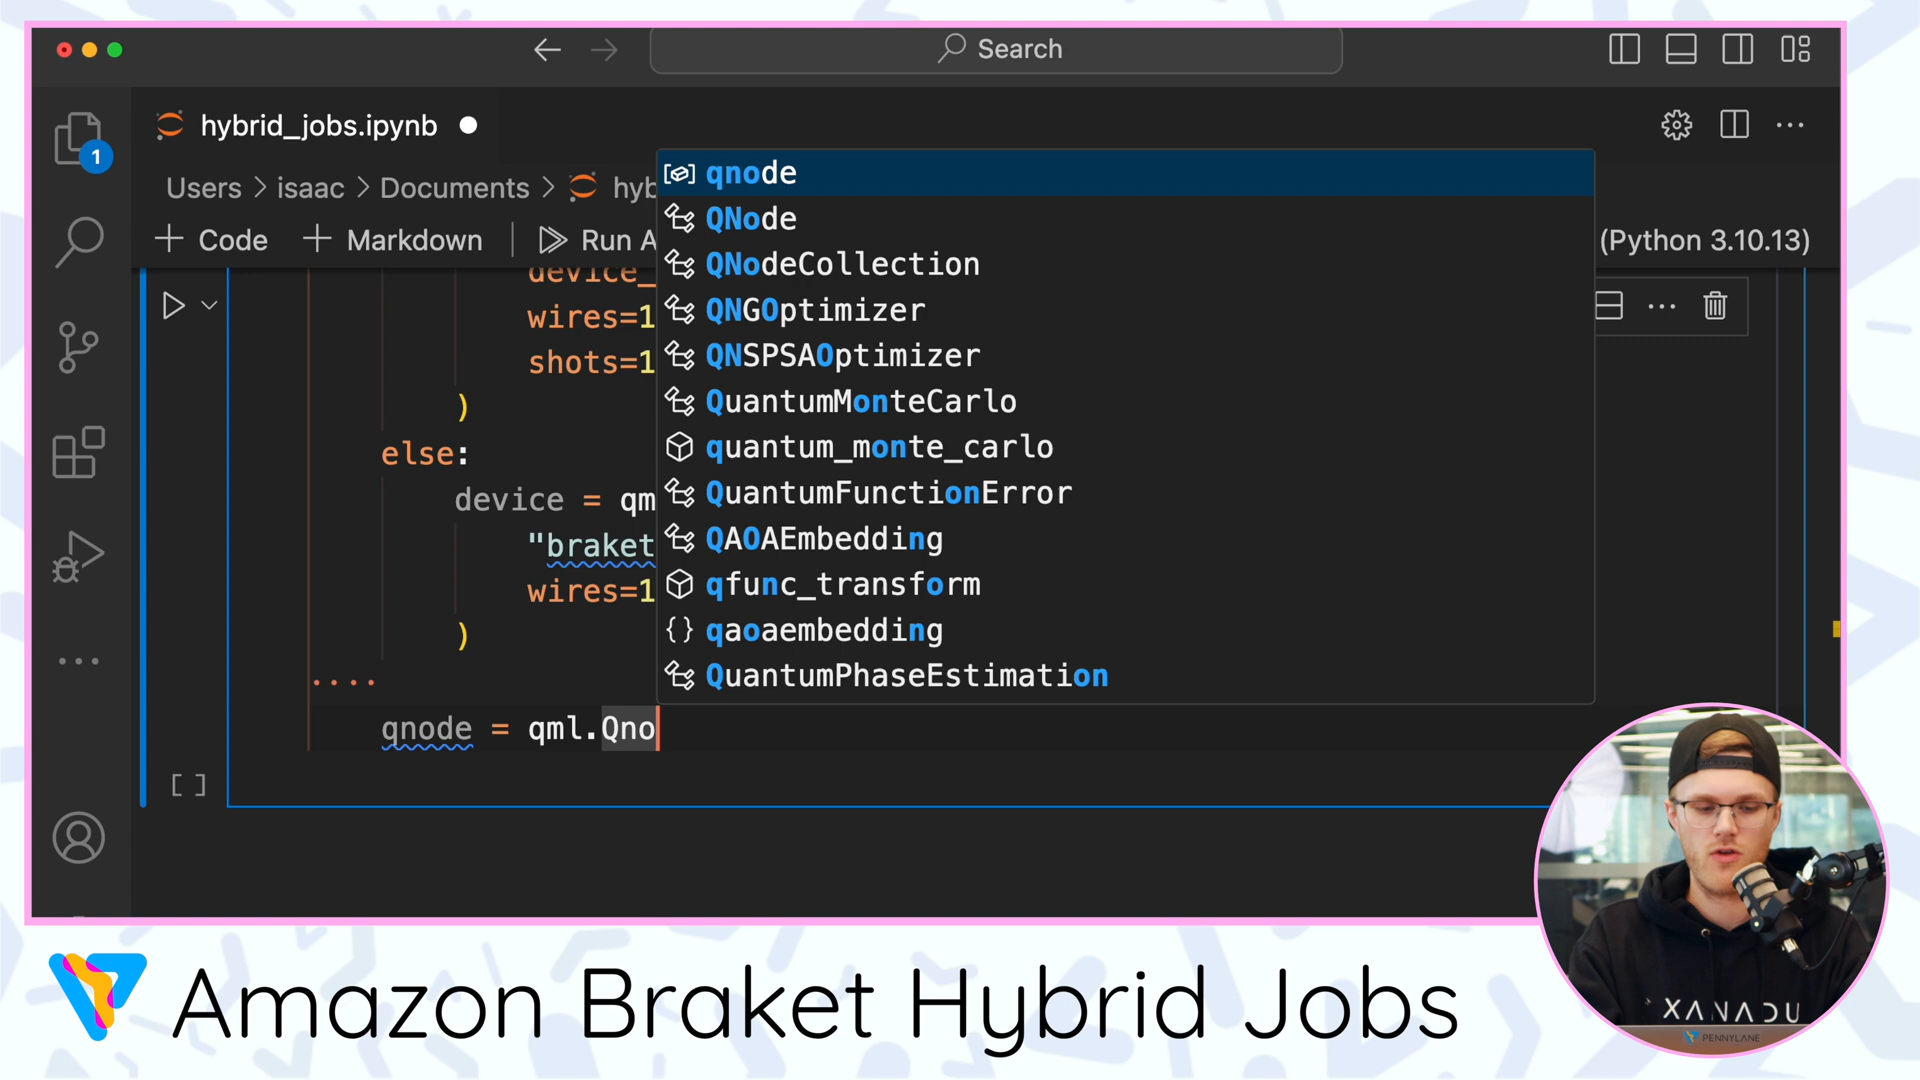 Search
hybrid_jobs.ipynb
1
Users > isaac > Documents > hyb
+ Code + Markdown Run A
(Python 3.10.13)
device_
wires=1
shots=1
)
else:
device = qm
"braket
wires=1
)
....
qnode = qml.Qno
[ ]
qnode
QNode
QNodeCollection
QNGOptimizer
QNSPSAOptimizer
QuantumMonteCarlo
quantum_monte_carlo
QuantumFunctionError
QAOAEmbedding
qfunc_transform
{} qaoaembedding
QuantumPhaseEstimation
XANADU
PENNYLANE
Amazon Braket Hybrid Jobs